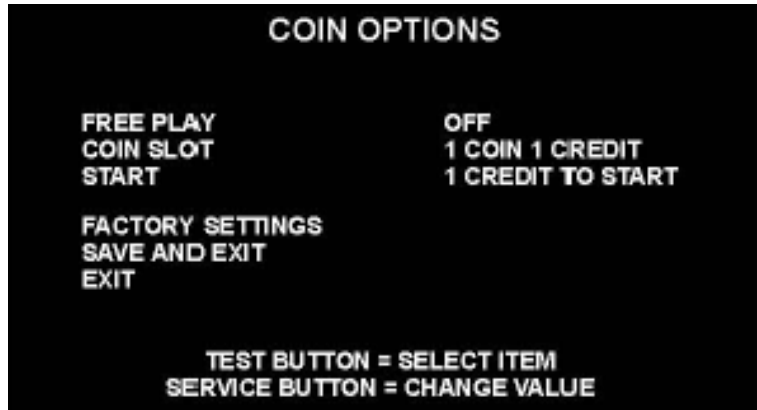 COIN OPTIONS
FREE PLAY OFF
COIN SLOT 1 COIN 1 CREDIT
START 1 CREDIT TO START
FACTORY SETTINGS
SAVE AND EXIT
EXIT
TEST BUTTON = SELECT ITEM
SERVICE BUTTON = CHANGE VALUE